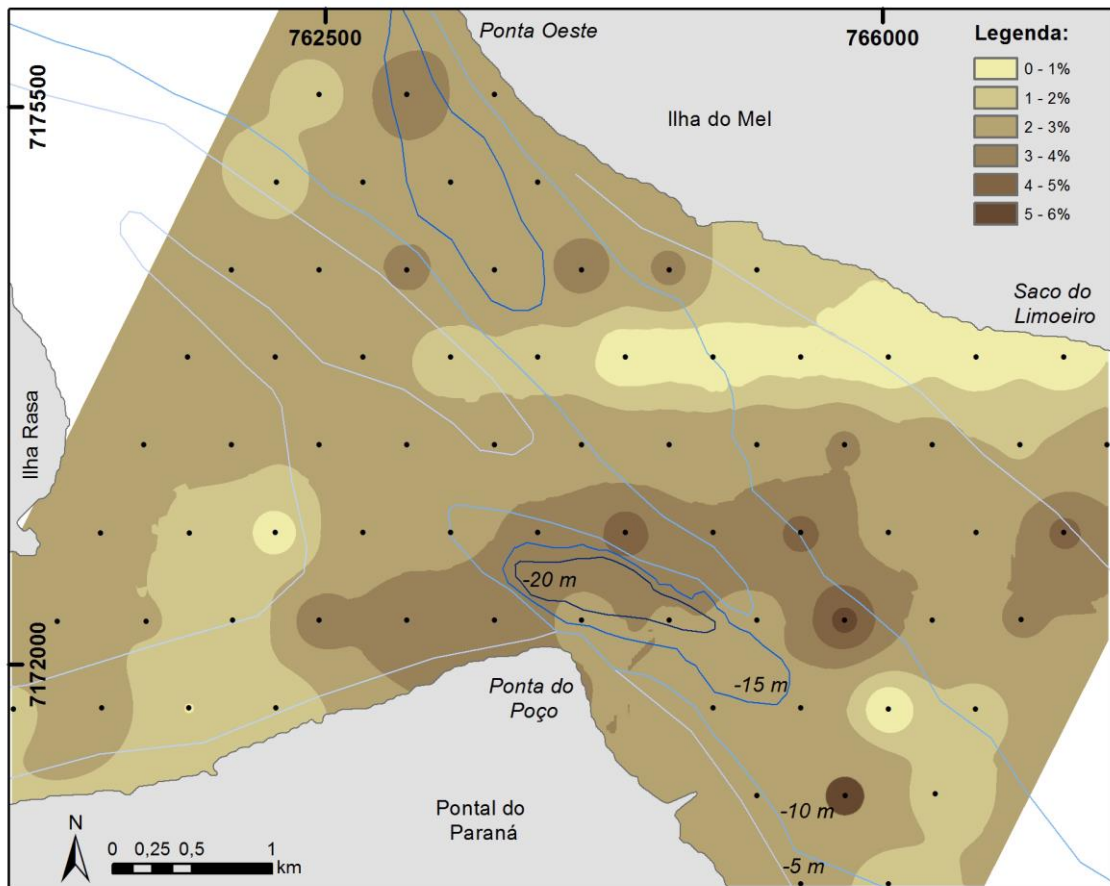 762500
Ponta Oeste
766000
Legenda:
0 - 1%
1 - 2%
2 - 3%
3 - 4%
4 - 5%
5 - 6%
7175500
Ilha do Mel
Saco do
Limoeiro
Ilha Rasa
-20 m
7172000
Ponta do
Poço
-15 m
Pontal do
Paraná
-10 m
-5 m
N
0 0,25 0,5 1
km